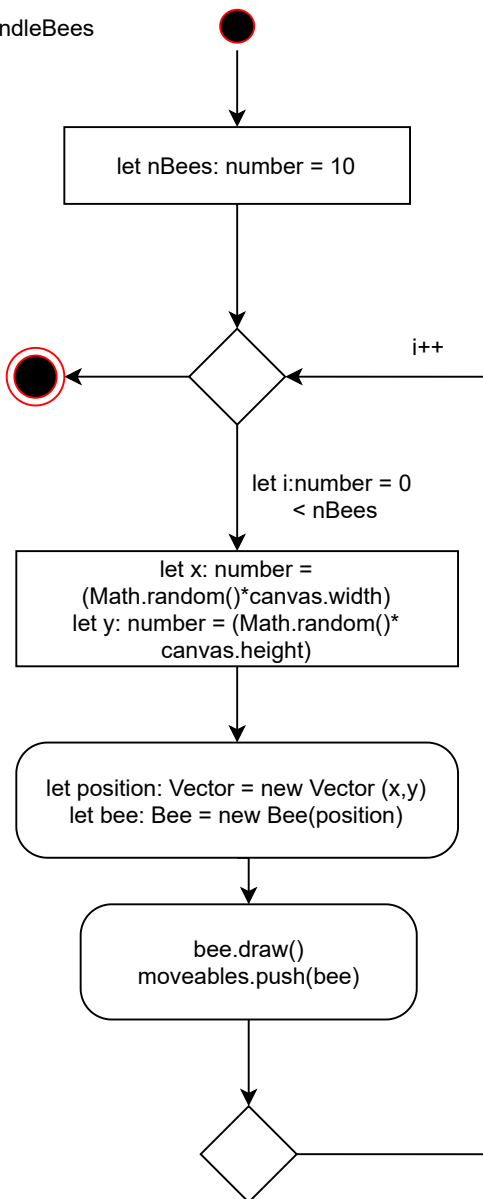 ndleBees
let nBees: number = 10
i++
let i:number = 0
< nBees
let x: number =
(Math.random()*canvas.width)
let y: number = (Math.random()*
canvas.height)
let position: Vector = new Vector (x,y)
let bee: Bee = new Bee(position)
bee.draw()
moveables.push(bee)